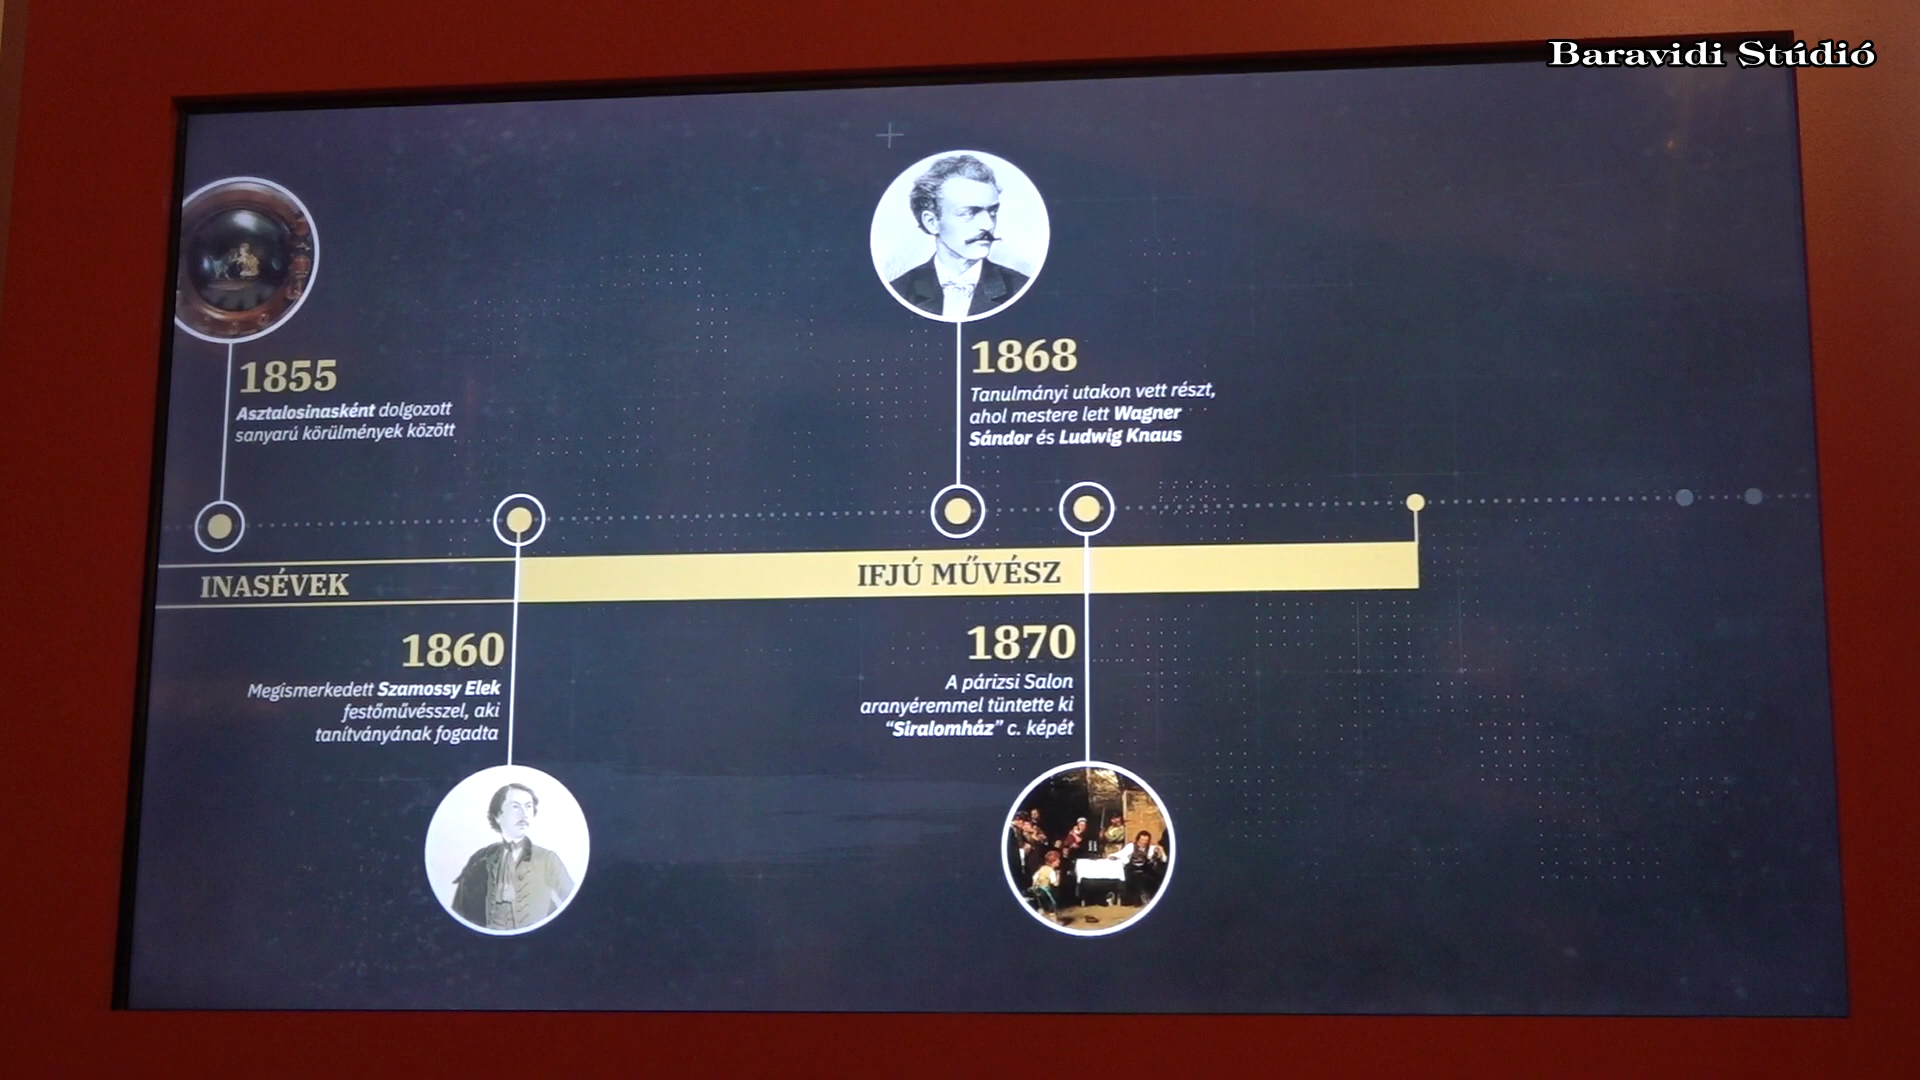 Baravidi Stúdió
1855
Asztalosinasként dolgozott
sanyarú körülmények között
1868
Tanulmányi utakon vett részt,
ahol mestere lett Wagner
Sándor és Ludwig Knaus
INASÉVEK
IFJÚ MŰVÉSZ
1860
Megismerkedett Szamossy Elek
festőművésszel, aki
tanítványának fogadta
1870
A párizsi Salon
aranyéremmel tüntette ki
“Siralomház” c. képét